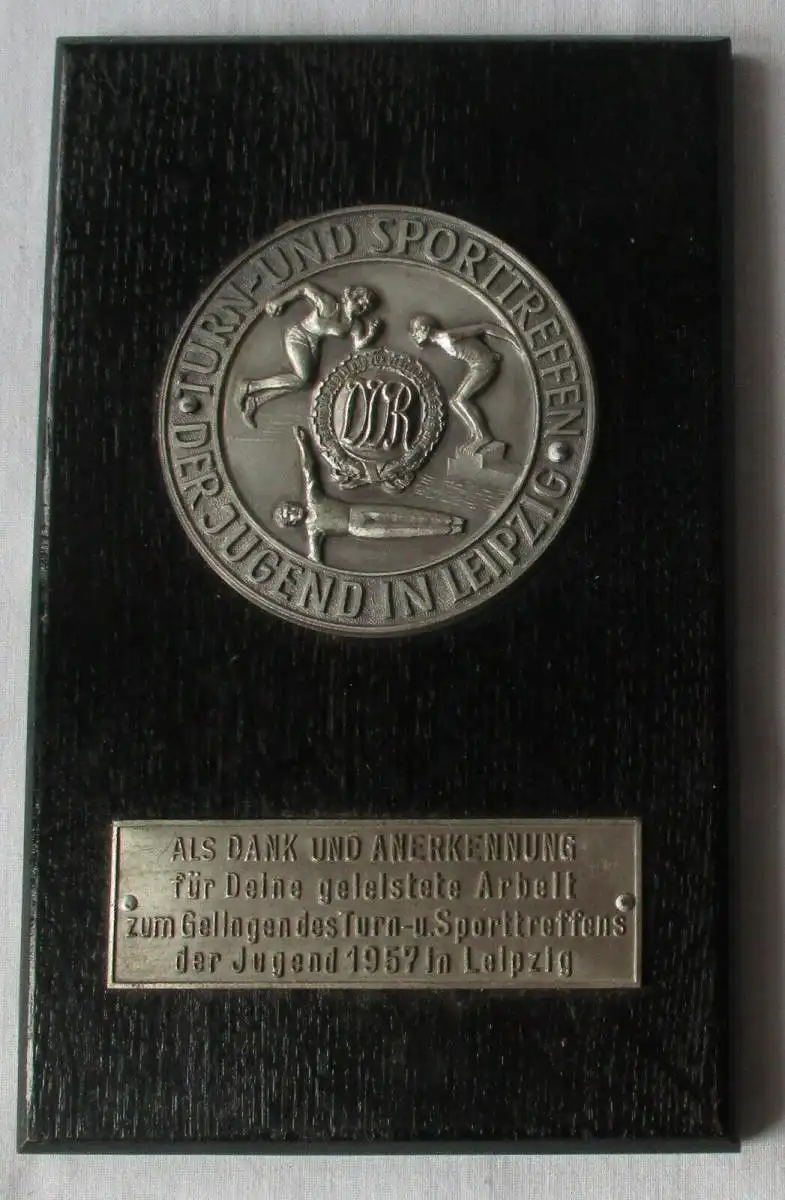 TURN- UND SPORTTREFFEN
DER JUGEND IN LEIPZIG
ALS DANK UND ANERKENNUNG
für Deine geleistete Arbeit
zum Gelingen des Turn-u. Sporttreffens
der Jugend 1957 in Leipzig